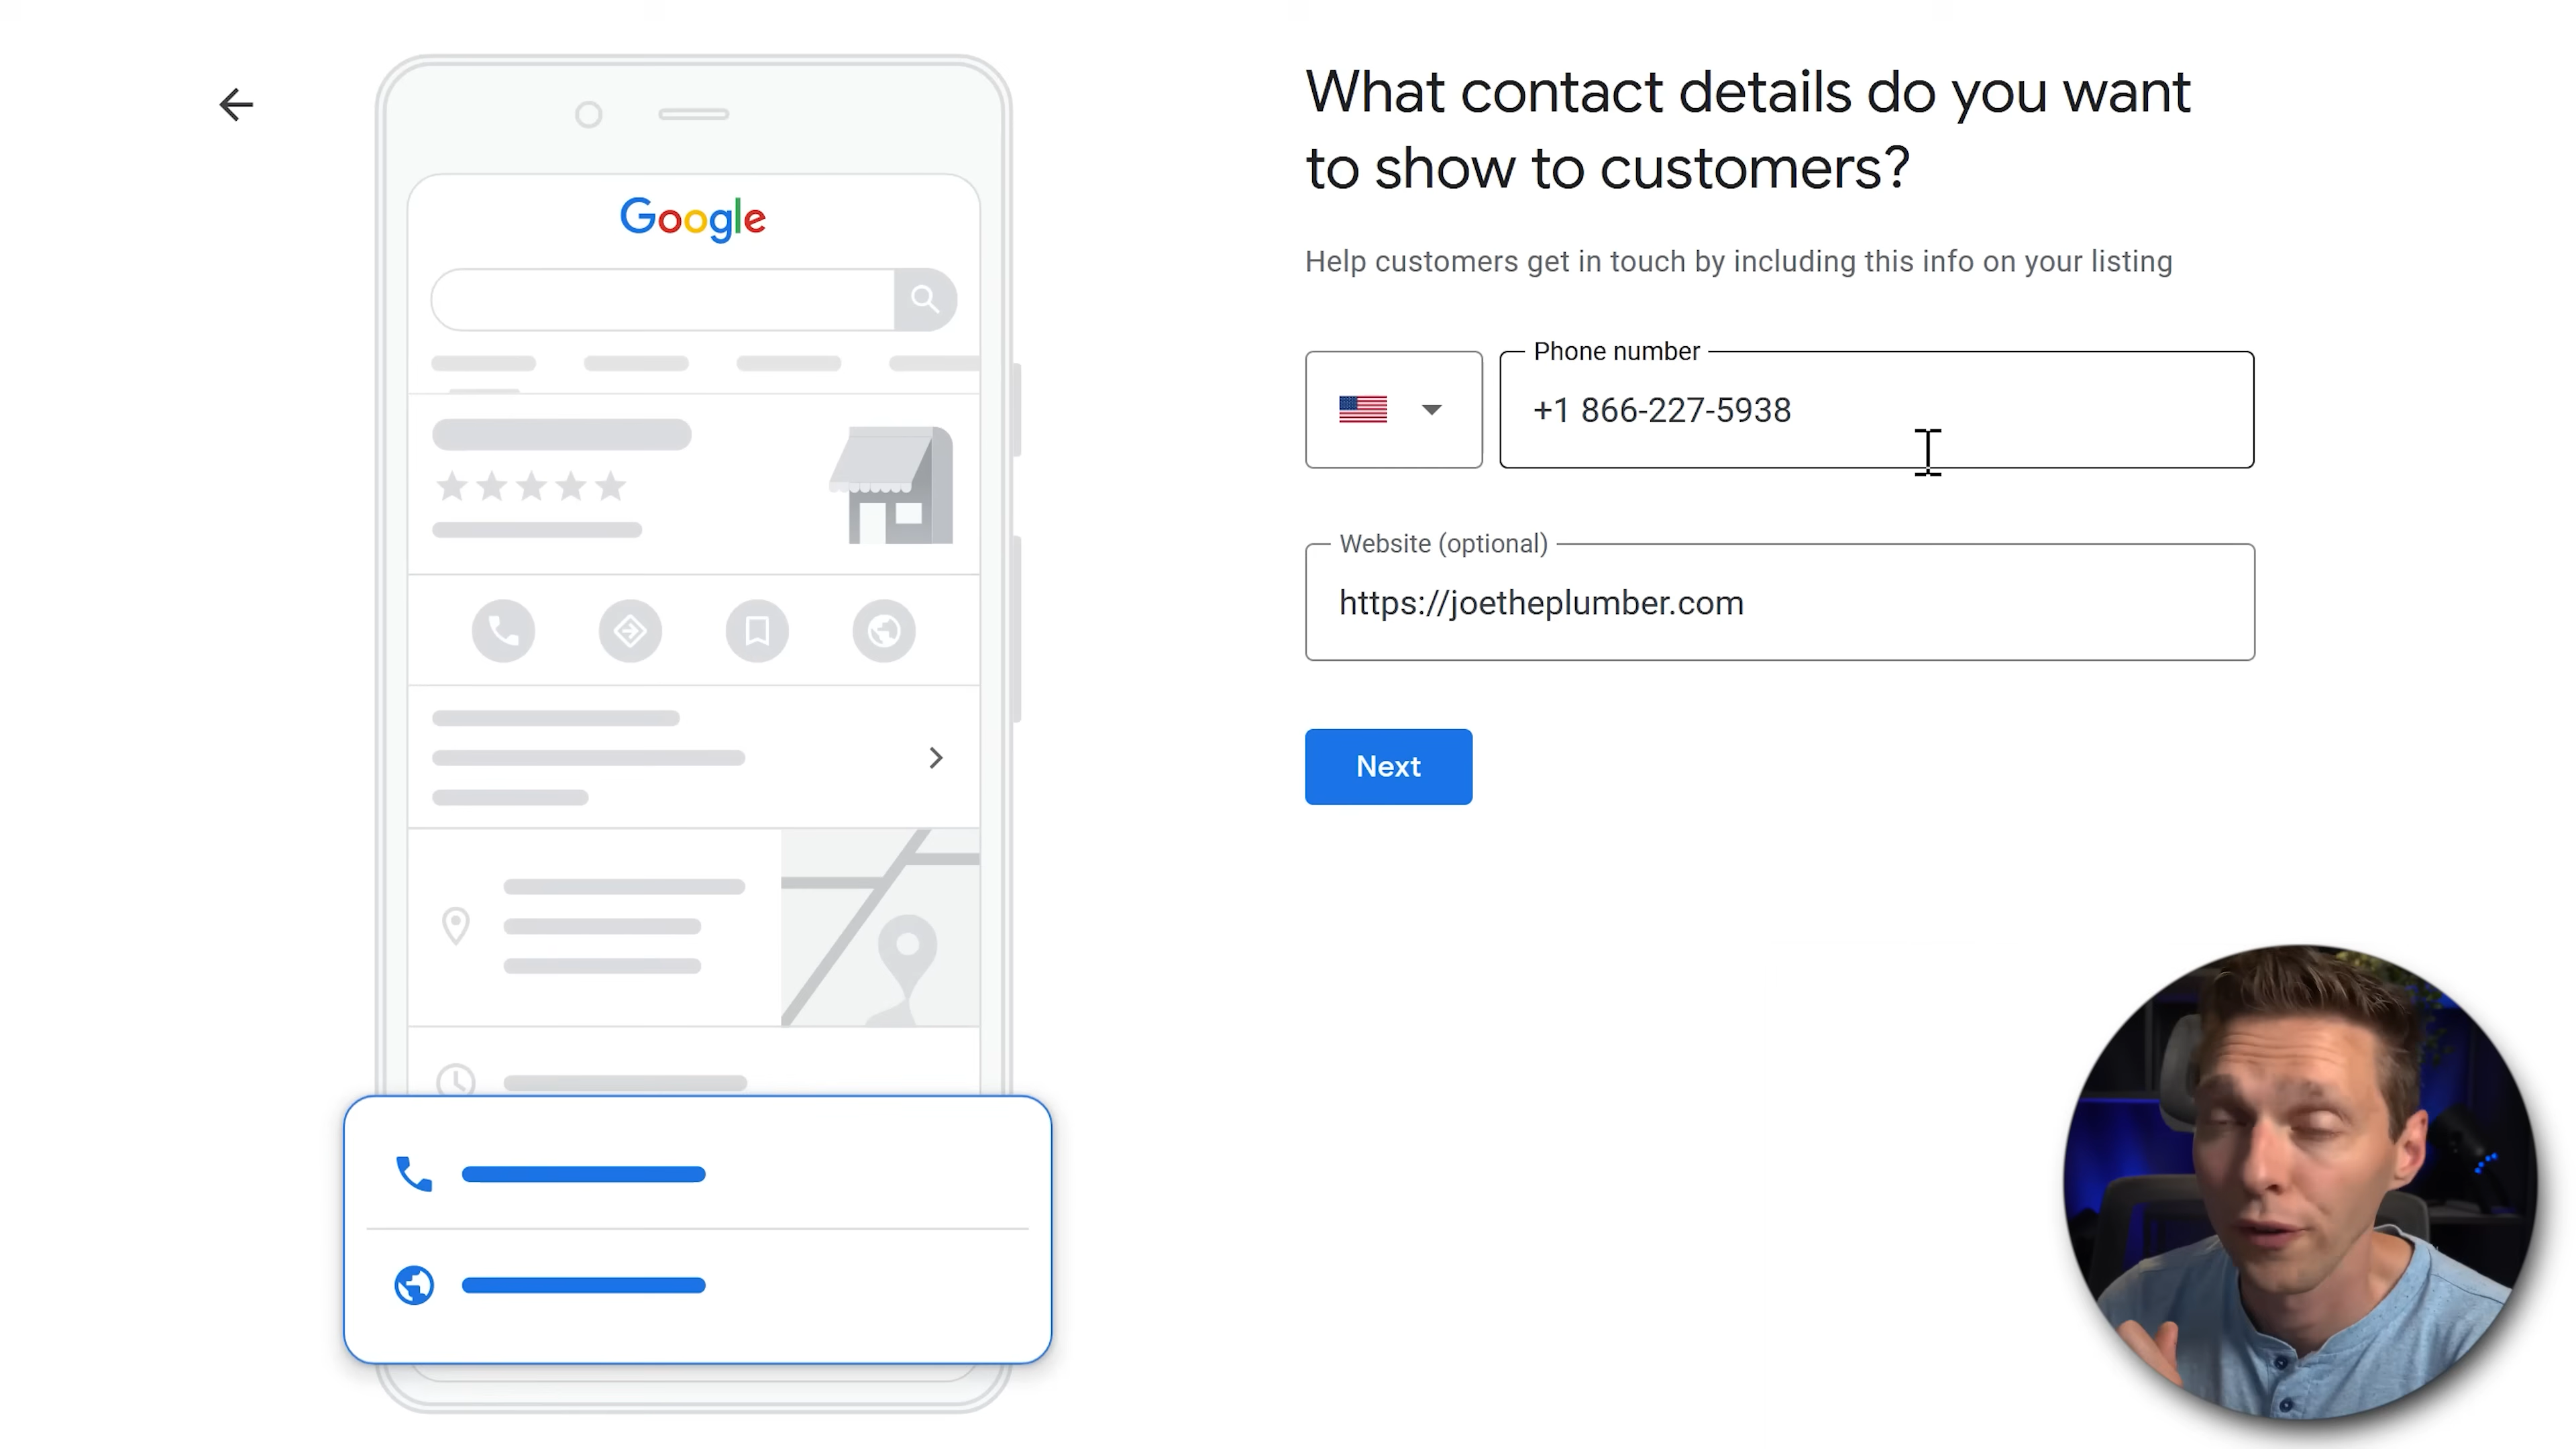 Google
What contact details do you want
to show to customers?
Help customers get in touch by including this info on your listing
Phone number
+1 866-227-5938
Website (optional)
https://joetheplumber.com
Next